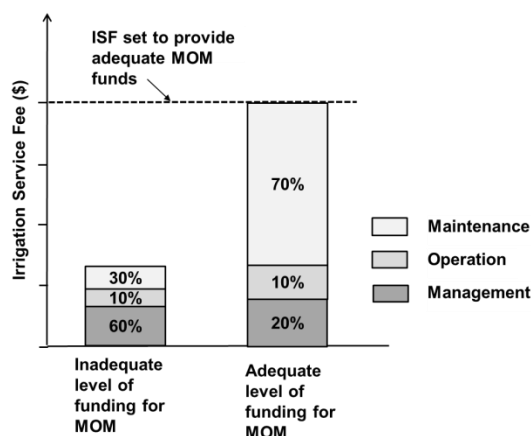 ISF set to provide
adequate MOM
funds
Irrigation Service Fee ($)
70%
30%
10%
60%
10%
20%
Maintenance
Operation
Management
Inadequate
level of
funding for
MOM
Adequate
level of
funding for
MOM